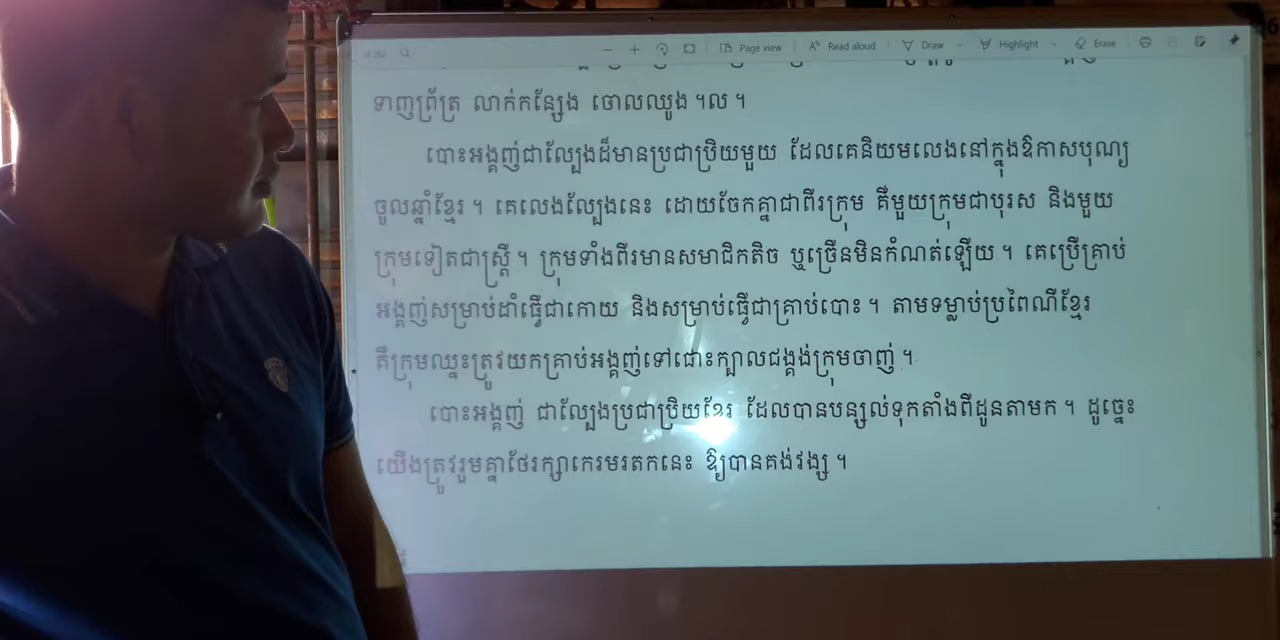 of 292
Page view
Read aloud
Draw
Highlight
Erase
ទាញព្រ័ត្រ លាក់កន្សែង ចោលឈូង ។ល ។
បោះអង្គញ់ជាល្បែងដ៏មានប្រជាប្រិយមួយ ដែលគេនិយមលេងនៅក្នុងឱកាសបុណ្យ
ចូលឆ្នាំខ្មែរ ។ គេលេងល្បែងនេះ ដោយចែកគ្នាជាពីរក្រុម គឺមួយក្រុមជាបុរស និងមួយ
ក្រុមទៀតជាស្ត្រី ។ ក្រុមទាំងពីរមានសមាជិកតិច ឬច្រើនមិនកំណត់ឡើយ ។ គេប្រើគ្រាប់
អង្គញ់សម្រាប់ដាំធ្វើជាកោយ និងសម្រាប់ធ្វើជាគ្រាប់បោះ ។ តាមទម្លាប់ប្រពៃណីខ្មែរ
គឺក្រុមឈ្នះត្រូវយកគ្រាប់អង្គញ់ទៅជោះក្បាលជង្គង់ក្រុមចាញ់ ។
បោះអង្គញ់ ជាល្បែងប្រជាប្រិយខ្មែរ ដែលបានបន្សល់ទុកតាំងពីដូនតាមក ។ ដូច្នេះ
យើងត្រូវរួមគ្នាថែរក្សាកេរមរតកនេះ ឱ្យបានគង់វង្ស ។